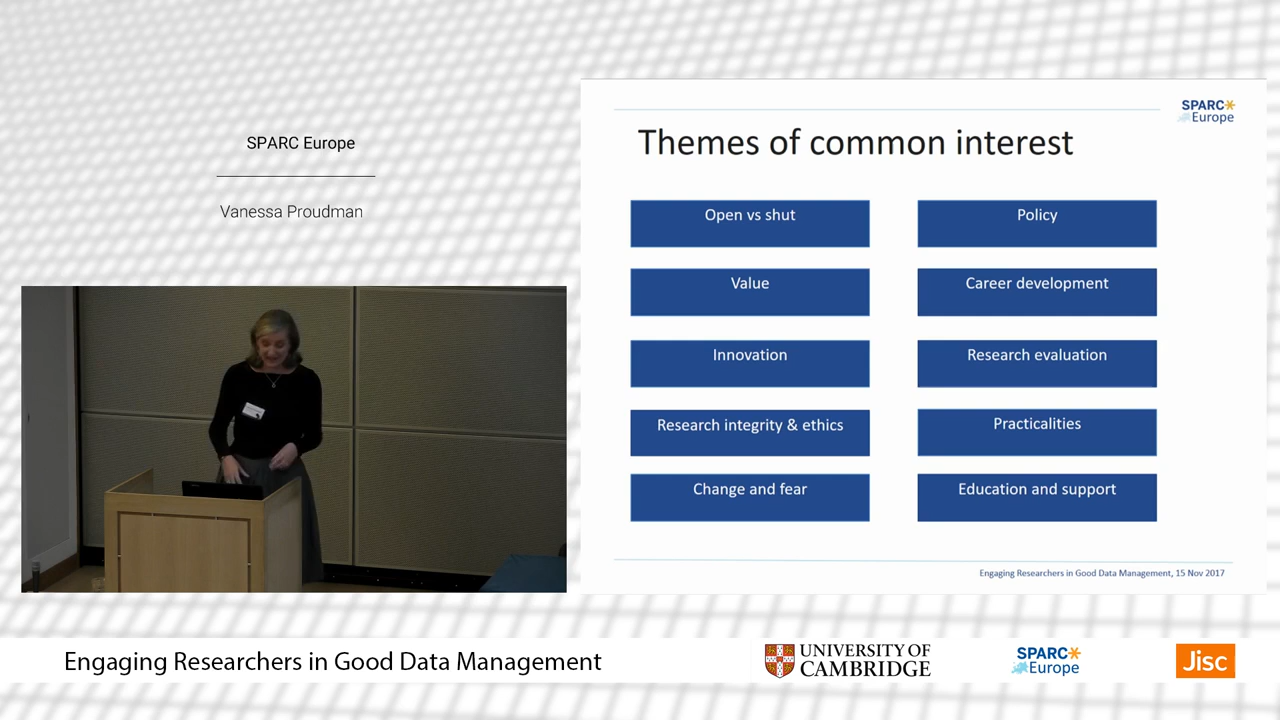 SPARC Europe
Vanessa Proudman
SPARC
Europe
Themes of common interest
Open vs shut
Policy
Value
Career development
Innovation
Research evaluation
Research integrity & ethics
Practicalities
Change and fear
Education and support
Engaging Researchers in Good Data Management, 15 Nov 2017
Engaging Researchers in Good Data Management
UNIVERSITY OF
CAMBRIDGE
SPARC
Europe
Jisc